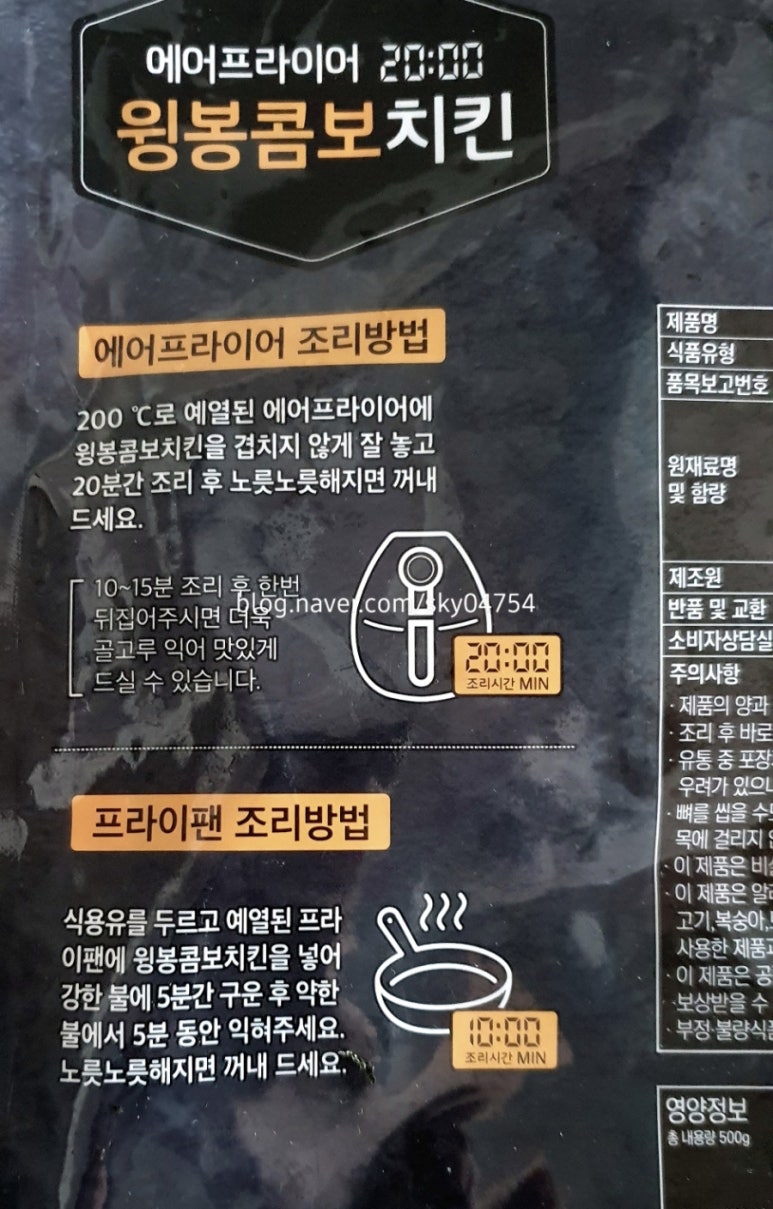 에어프라이어 20:00
윙봉콤보치킨
에어프라이어 조리방법
200 ℃로 예열된 에어프라이어에
윙봉콤보치킨을 겹치지 않게 잘 놓고
20분간 조리 후 노릇노릇해지면 꺼내
드세요.
10~15분 조리 후 한번
뒤집어주시면 더욱
골고루 익어 맛있게
드실 수 있습니다.
blog.naver.com/sky04754
20:00
조리시간 MIN
프라이팬 조리방법
식용유를 두르고 예열된 프라
이팬에 윙봉콤보치킨을 넣어
강한 불에 5분간 구운 후 약한
불에서 5분 동안 익혀주세요.
노릇노릇해지면 꺼내 드세요.
10:00
조리시간 MIN
제품명
식품유형
품목보고번호
원재료명
및 함량
제조원
반품 및 교환
소비자상담실
주의사항
· 제품의 양과
· 조리 후 바로
· 유통 중 포장
우려가 있으니
· 뼈를 씹을 수
목에 걸리지
· 이 제품은
· 이 제품은
고기,복숭아,
사용한 제품과
· 이 제품은
보상받을 수
· 부정·불량식품
영양정보
총 내용량 500g